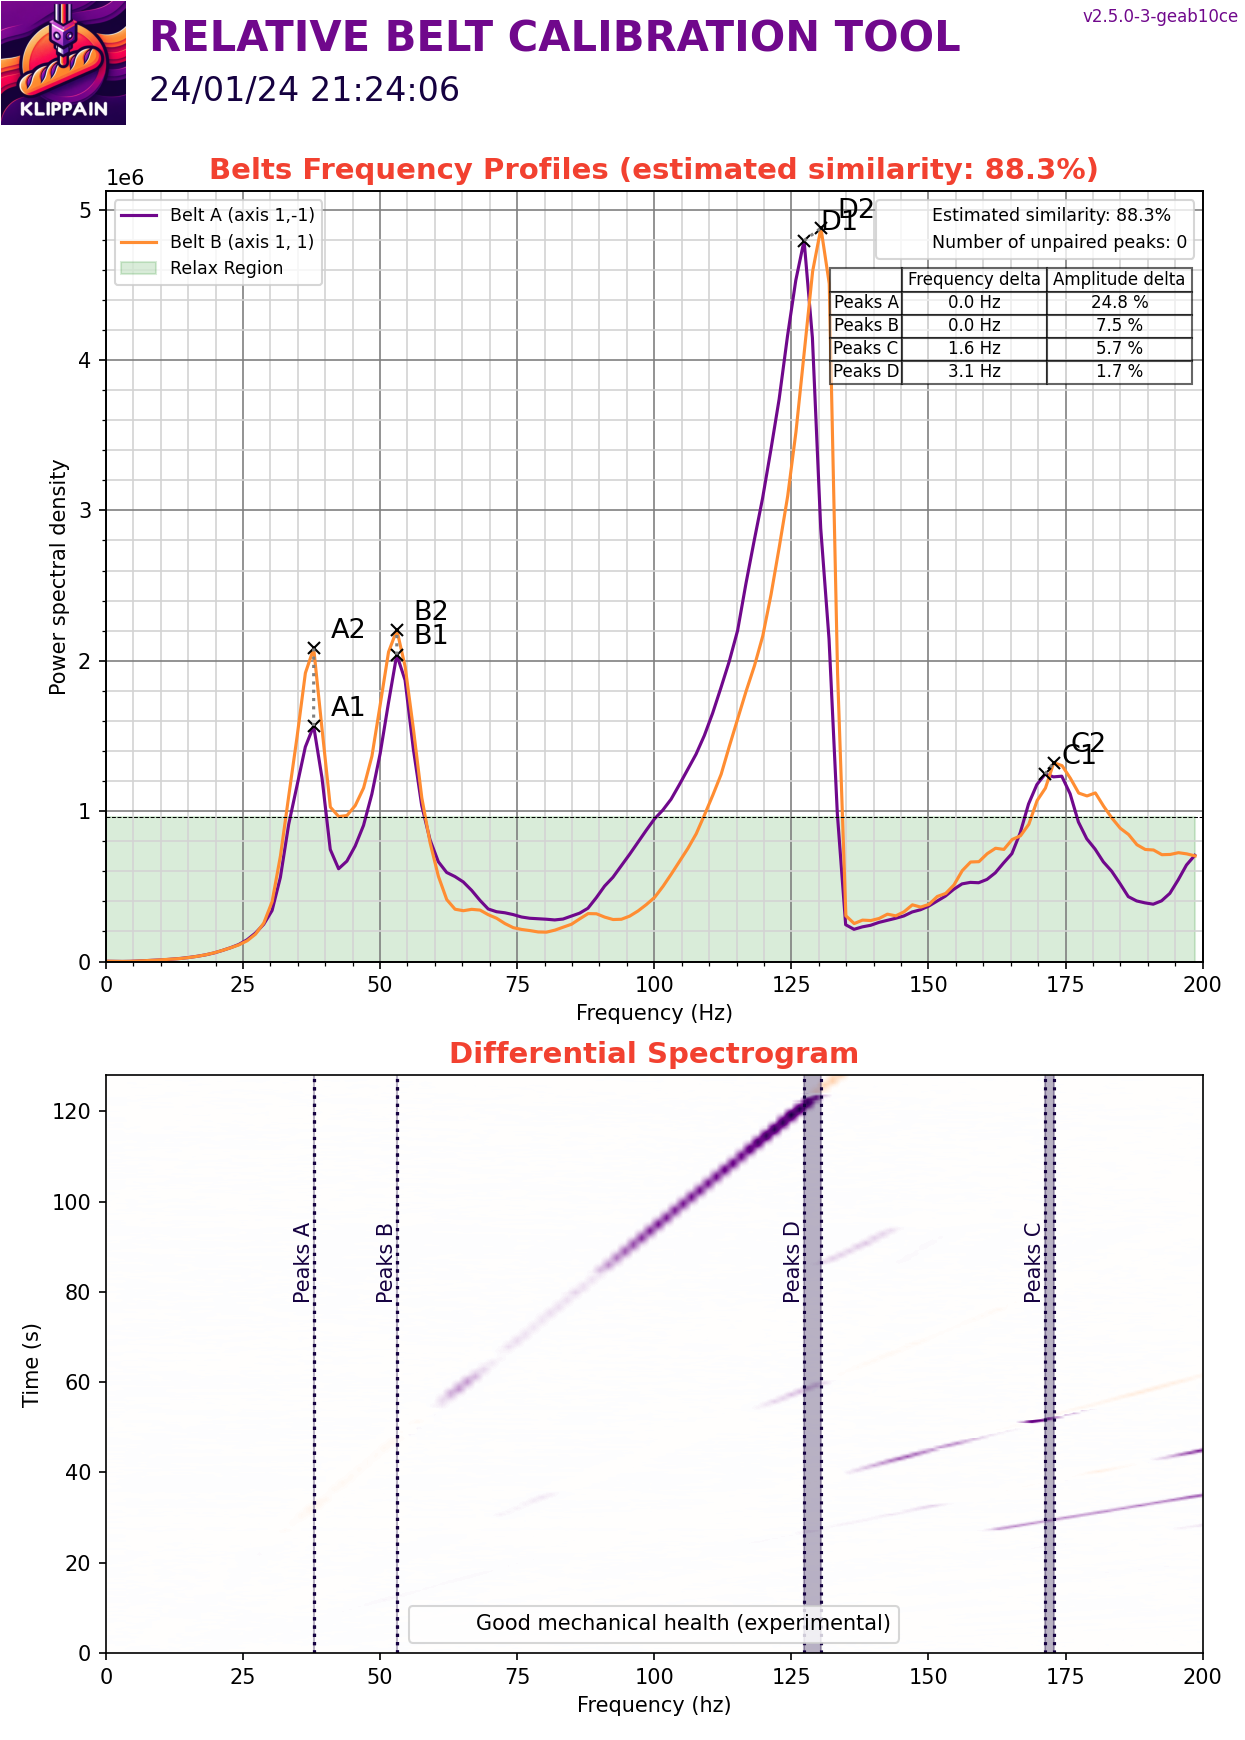 v2.5.0-3-geab10ce
RELATIVE BELT CALIBRATION TOOL
24/01/24 21:24:06
KLIPPAIN
Belts Frequency Profiles (estimated similarity: 88.3%)
1e6
Belt A (axis 1,-1)
Belt B (axis 1, 1)
Relax Region
D2
D1
Estimated similarity: 88.3%
Number of unpaired peaks: 0
Frequency delta Amplitude delta
Peaks A 0.0 Hz 24.8 %
Peaks B 0.0 Hz 7.5 %
Peaks C 1.6 Hz 5.7 %
Peaks D 3.1 Hz 1.7 %
5
4
3
2
1
0
Power spectral density
A2
A1
B2
B1
C2
C1
0 25 50 75 100 125 150 175 200
Frequency (Hz)
Differential Spectrogram
120
100
80
60
40
20
0
Time (s)
Peaks A
Peaks B
Peaks D
Peaks C
Good mechanical health (experimental)
0 25 50 75 100 125 150 175 200
Frequency (hz)